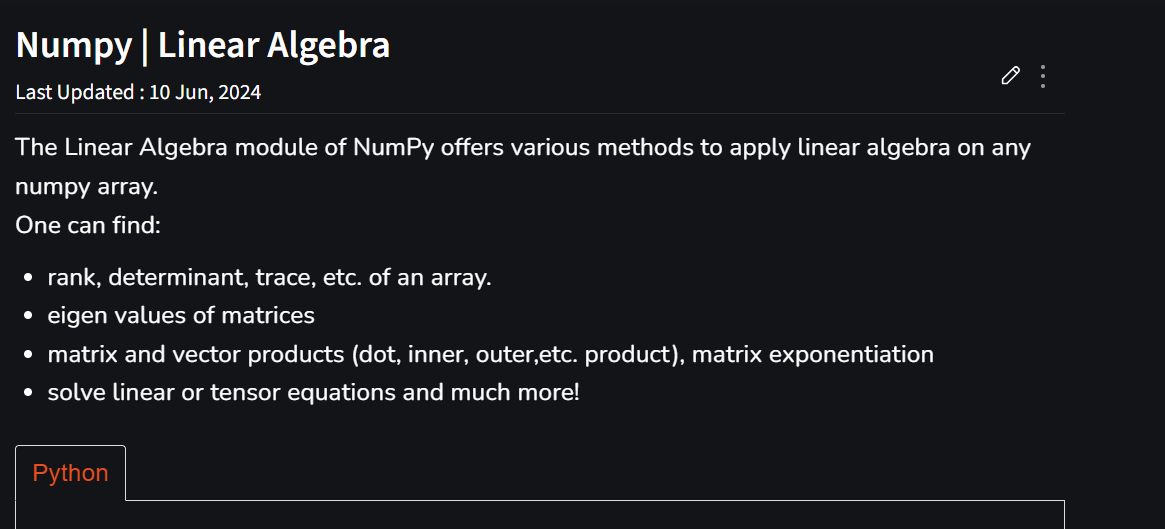 Numpy | Linear Algebra
Last Updated : 10 Jun, 2024
The Linear Algebra module of NumPy offers various methods to apply linear algebra on any
numpy array.
One can find:
• rank, determinant, trace, etc. of an array.
• eigen values of matrices
• matrix and vector products (dot, inner, outer,etc. product), matrix exponentiation
• solve linear or tensor equations and much more!
Python